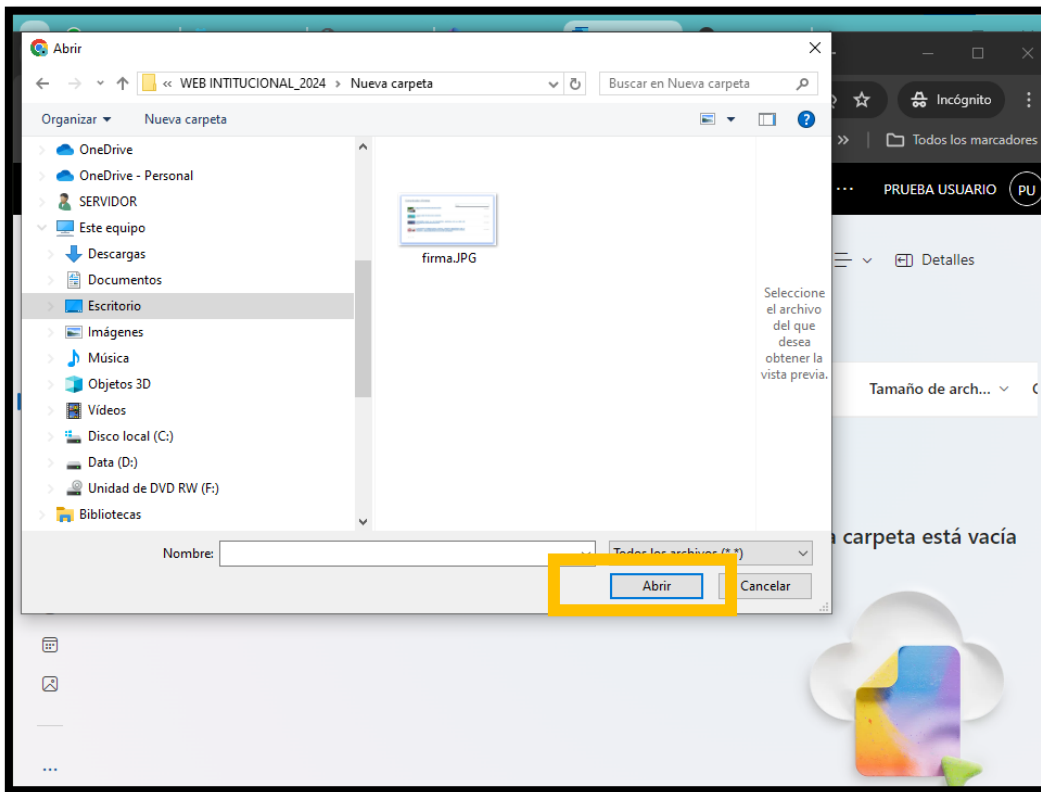 Abrir
« WEB INTITUCIONAL_2024 › Nueva carpeta
Buscar en Nueva carpeta
Organizar
Nueva carpeta
OneDrive
OneDrive - Personal
SERVIDOR
Este equipo
Descargas
Documentos
Escritorio
Imágenes
Música
Objetos 3D
Vídeos
Disco local (C:)
Data (D:)
Unidad de DVD RW (F:)
Bibliotecas
firma.JPG
Seleccione
el archivo
del que
desea
obtener la
vista previa.
Nombre:
Todos los archivos (*.*)
Abrir
Cancelar
Incógnito
»
Todos los marcadores
PRUEBA USUARIO
PU
Detalles
Tamaño de arch...
carpeta está vacía